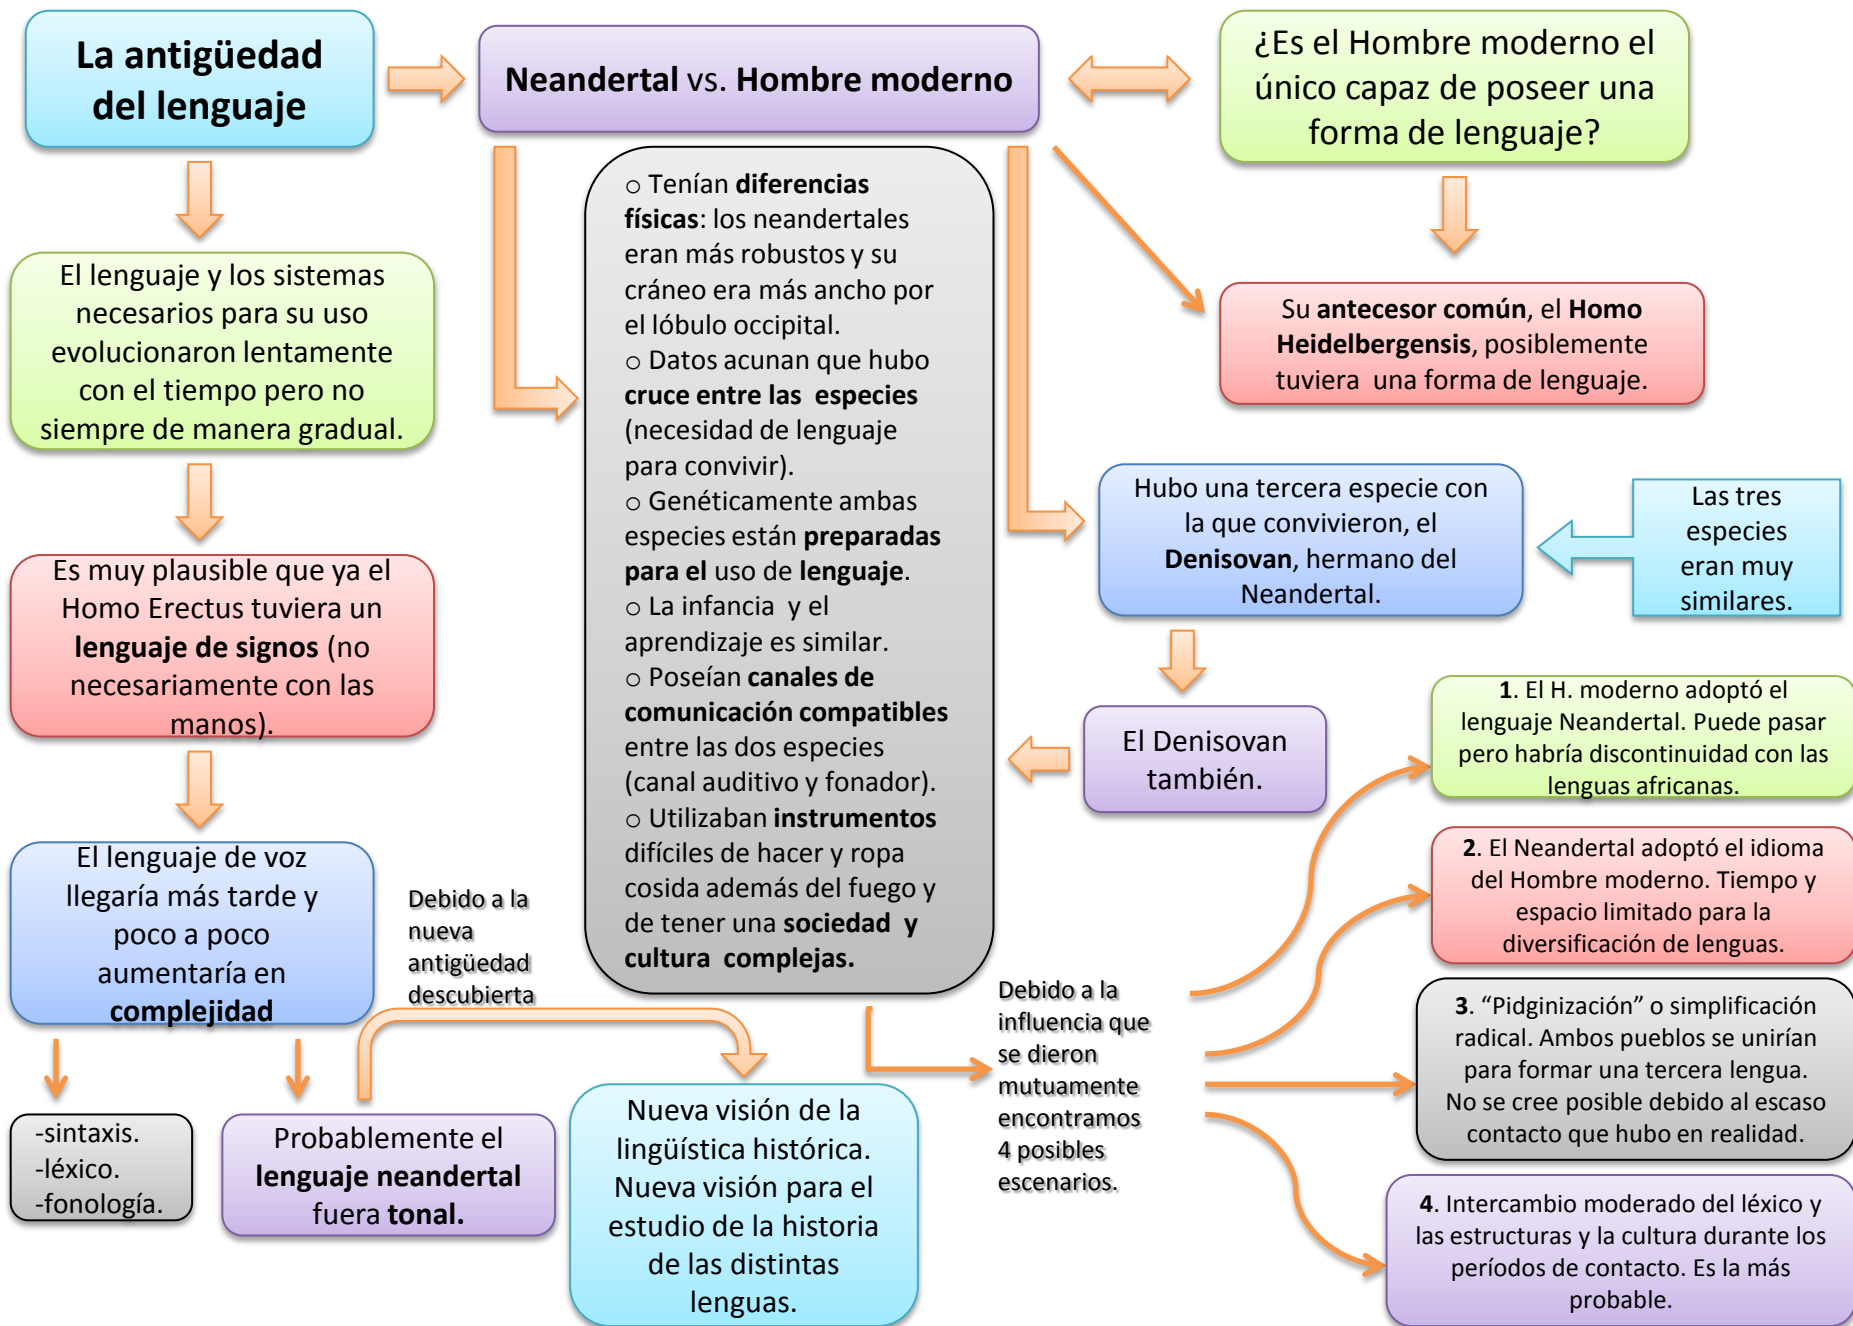 La antigüedad
del lenguaje
Neandertal vs. Hombre moderno
¿Es el Hombre moderno el
único capaz de poseer una
forma de lenguaje?
El lenguaje y los sistemas
necesarios para su uso
evolucionaron lentamente
con el tiempo pero no
siempre de manera gradual.
Es muy plausible que ya el
Homo Erectus tuviera un
lenguaje de signos (no
necesariamente con las
manos).
El lenguaje de voz
llegaría más tarde y
poco a poco
aumentaría en
complejidad
-sintaxis.
-léxico.
-fonología.
Probablemente el
lenguaje neandertal
fuera tonal.
Debido a la
nueva
antigüedad
descubierta
Nueva visión de la
lingüística histórica.
Nueva visión para el
estudio de la historia
de las distintas
lenguas.
o Tenían diferencias
físicas: los neandertales
eran más robustos y su
cráneo era más ancho por
el lóbulo occipital.
o Datos acunan que hubo
cruce entre las especies
(necesidad de lenguaje
para convivir).
o Genéticamente ambas
especies están preparadas
para el uso de lenguaje.
o La infancia y el
aprendizaje es similar.
o Poseían canales de
comunicación compatibles
entre las dos especies
(canal auditivo y fonador).
o Utilizaban instrumentos
difíciles de hacer y ropa
cosida además del fuego y
de tener una sociedad y
cultura complejas.
Su antecesor común, el Homo
Heidelbergensis, posiblemente
tuviera una forma de lenguaje.
Hubo una tercera especie con
la que convivieron, el
Denisovan, hermano del
Neandertal.
Las tres
especies
eran muy
similares.
El Denisovan
también.
Debido a la
influencia que
se dieron
mutuamente
encontramos
4 posibles
escenarios.
1. El H. moderno adoptó el
lenguaje Neandertal. Puede pasar
pero habría discontinuidad con las
lenguas africanas.
2. El Neandertal adoptó el idioma
del Hombre moderno. Tiempo y
espacio limitado para la
diversificación de lenguas.
3. “Pidginización” o simplificación
radical. Ambos pueblos se unirían
para formar una tercera lengua.
No se cree posible debido al escaso
contacto que hubo en realidad.
4. Intercambio moderado del léxico y
las estructuras y la cultura durante los
períodos de contacto. Es la más
probable.